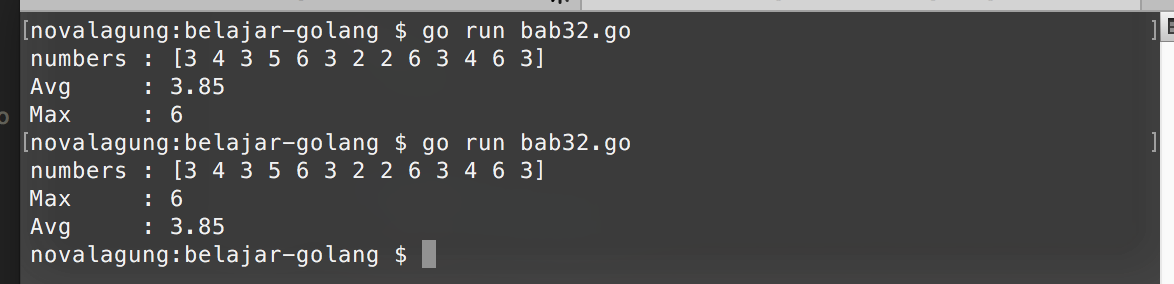 [novalagung:belajar-golang $ go run bab32.go ]
numbers : [3 4 3 5 6 3 2 2 6 3 4 6 3]
Avg     : 3.85
Max     : 6
[novalagung:belajar-golang $ go run bab32.go ]
numbers : [3 4 3 5 6 3 2 2 6 3 4 6 3]
Max     : 6
Avg     : 3.85
novalagung:belajar-golang $